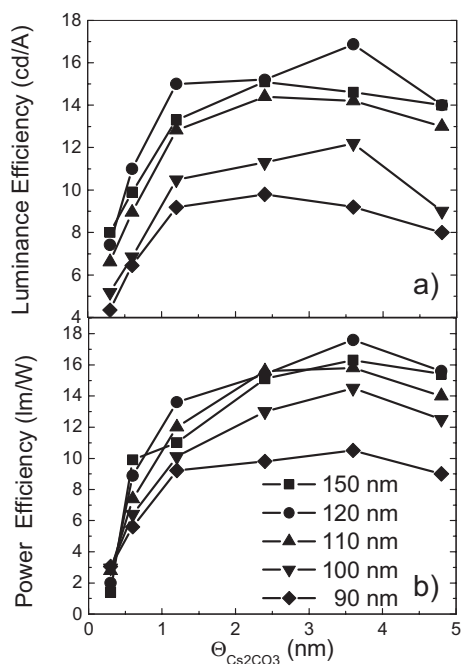 a)
Luminance Efficiency (cd/A)
16
14
12
10
8
6
4
b)
Power Efficiency (lm/W)
18
16
14
12
10
8
6
4
2
0
150 nm
120 nm
110 nm
100 nm
90 nm
0 1 2 3 4 5
ΘCs2CO3 (nm)